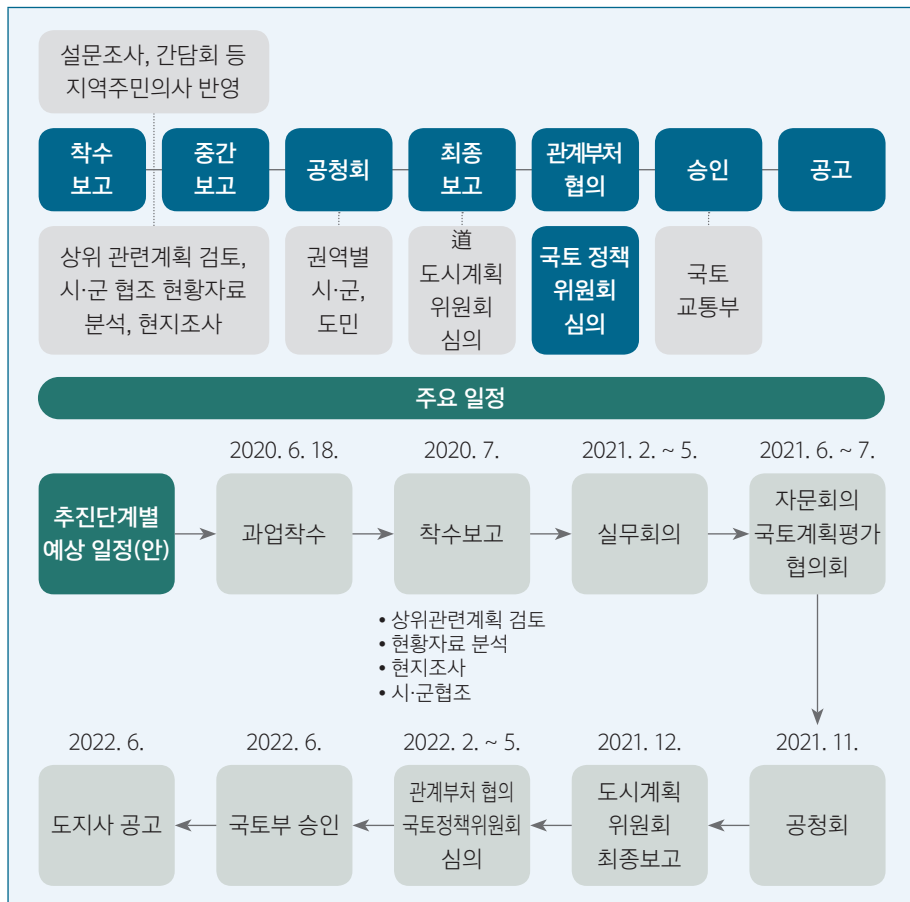 설문조사, 간담회 등
지역주민의사 반영
착수
보고
중간
보고
공청회
최종
보고
관계부처
협의
승인
공고
상위 관련계획 검토,
시·군 협조 현황자료
분석, 현지조사
권역별
시·군,
도민
道
도시계획
위원회
심의
국토 정책
위원회
심의
국토
교통부
주요 일정
추진단계별
예상 일정(안)
2020. 6. 18.
과업착수
2020. 7.
착수보고
• 상위관련계획 검토
• 현황자료 분석
• 현지조사
• 시·군협조
2021. 2. ~ 5.
실무회의
2021. 6. ~ 7.
자문회의
국토계획평가
협의회
2021. 11.
공청회
2021. 12.
도시계획
위원회
최종보고
2022. 2. ~ 5.
관계부처 협의
국토정책위원회
심의
2022. 6.
국토부 승인
2022. 6.
도지사 공고